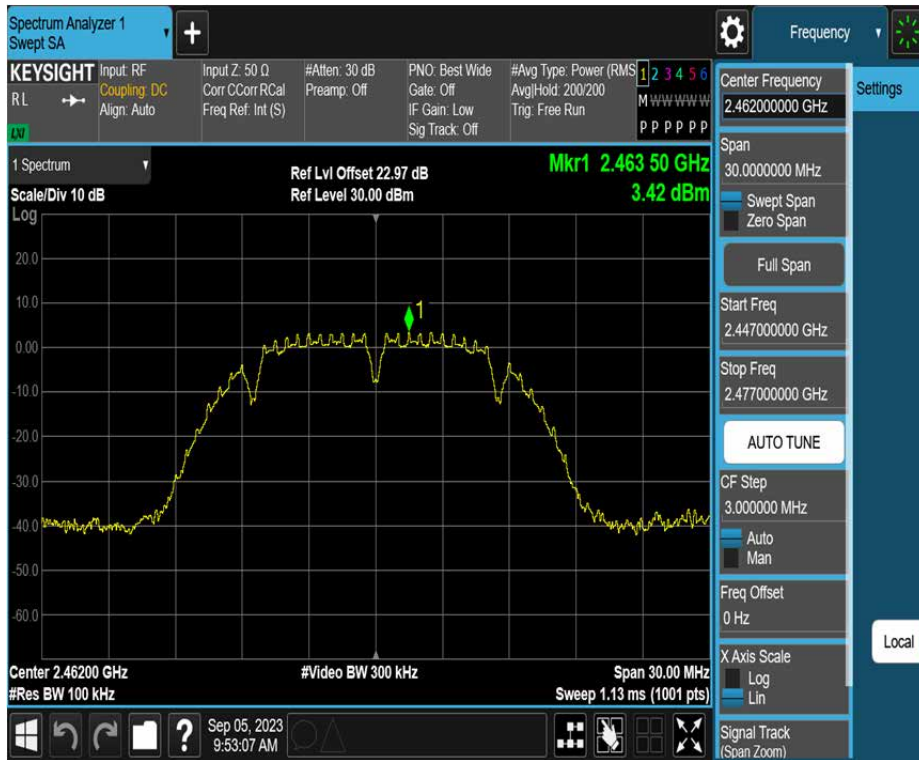 Spectrum Analyzer 1
Swept SA
+
Frequency
KEYSIGHT
R L
LXI
Input: RF
Coupling: DC
Align: Auto
Input Z: 50 Ω
Corr CCorr RCal
Freq Ref: Int (S)
#Atten: 30 dB
Preamp: Off
PNO: Best Wide
Gate: Off
IF Gain: Low
Sig Track: Off
#Avg Type: Power (RMS
Avg|Hold: 200/200
Trig: Free Run
1 2 3 4 5 6
M W W W W W
P P P P P P
1 Spectrum
Scale/Div 10 dB
Log
Ref Lvl Offset 22.97 dB
Ref Level 30.00 dBm
Mkr1 2.463 50 GHz
3.42 dBm
20.0
10.0
0.00
-10.0
-20.0
-30.0
-40.0
-50.0
-60.0
1
Center 2.46200 GHz
#Res BW 100 kHz
#Video BW 300 kHz
Span 30.00 MHz
Sweep 1.13 ms (1001 pts)
?
Sep 05, 2023
9:53:07 AM
Center Frequency
2.462000000 GHz
Span
30.0000000 MHz
Swept Span
Zero Span
Full Span
Start Freq
2.447000000 GHz
Stop Freq
2.477000000 GHz
AUTO TUNE
CF Step
3.000000 MHz
Auto
Man
Freq Offset
0 Hz
X Axis Scale
Log
Lin
Signal Track
(Span Zoom)
Settings
Local